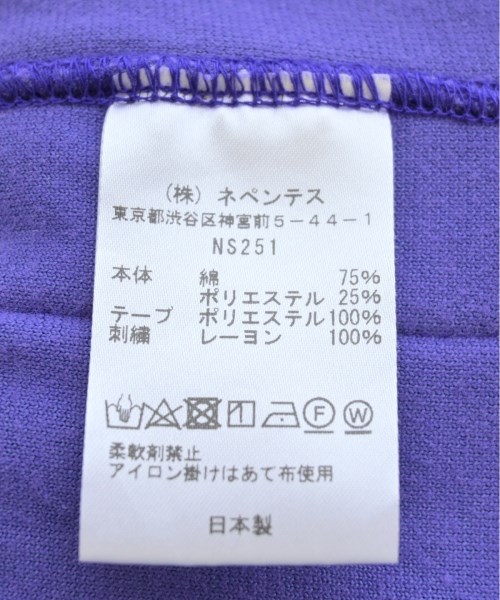 (株) ネペンテス
東京都渋谷区神宮前5-44-1
NS251
本体 綿 75%
ポリエステル 25%
テープ ポリエステル 100%
刺繍 レーヨン 100%
F W
柔軟剤禁止
アイロン掛けはあて布使用
日本製